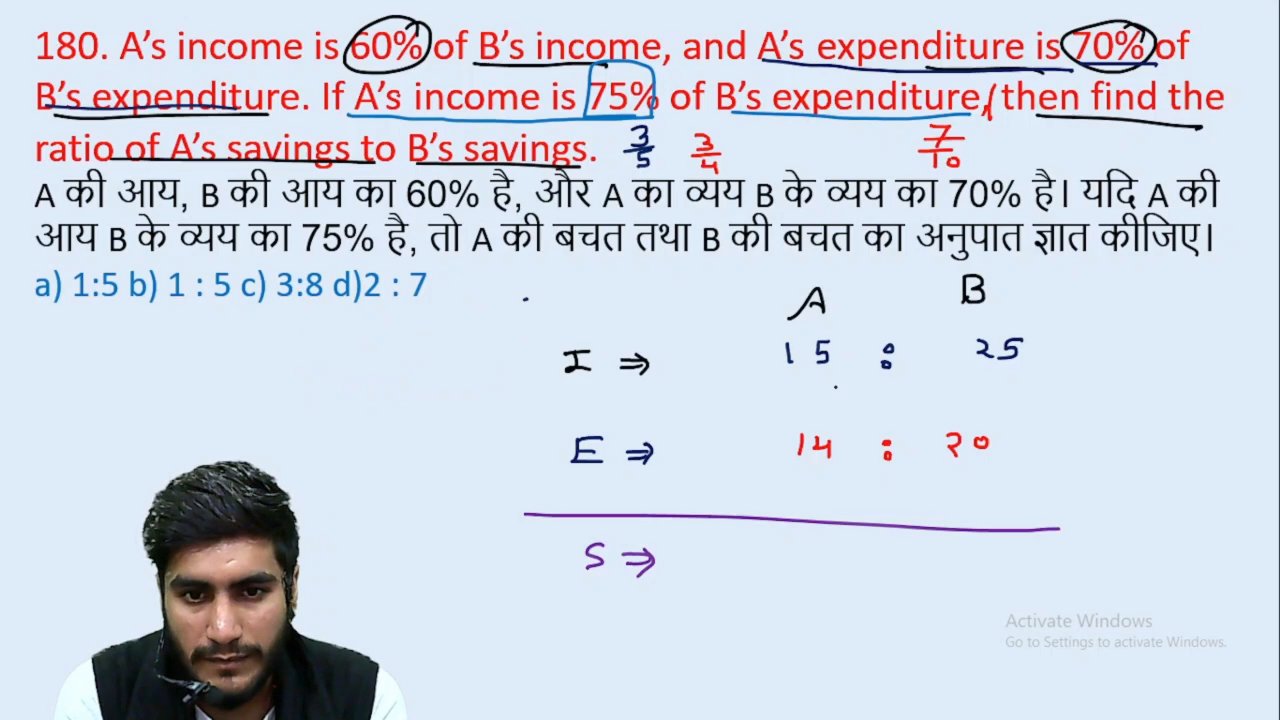 180. A’s income is 60% of B’s income, and A’s expenditure is 70% of
B’s expenditure. If A’s income is 75% of B’s expenditure, then find the
ratio of A’s savings to B’s savings. 3/5 3/4 7/10
A की आय, B की आय का 60% है, और A का व्यय B के व्यय का 70% है। यदि A की
आय B के व्यय का 75% है, तो A की बचत तथा B की बचत का अनुपात ज्ञात कीजिए।
a) 1:5 b) 1 : 5 c) 3:8 d)2 : 7
A B
I ⇒ 15 : 25
E ⇒ 14 : 20
S ⇒
Activate Windows
Go to Settings to activate Windows.